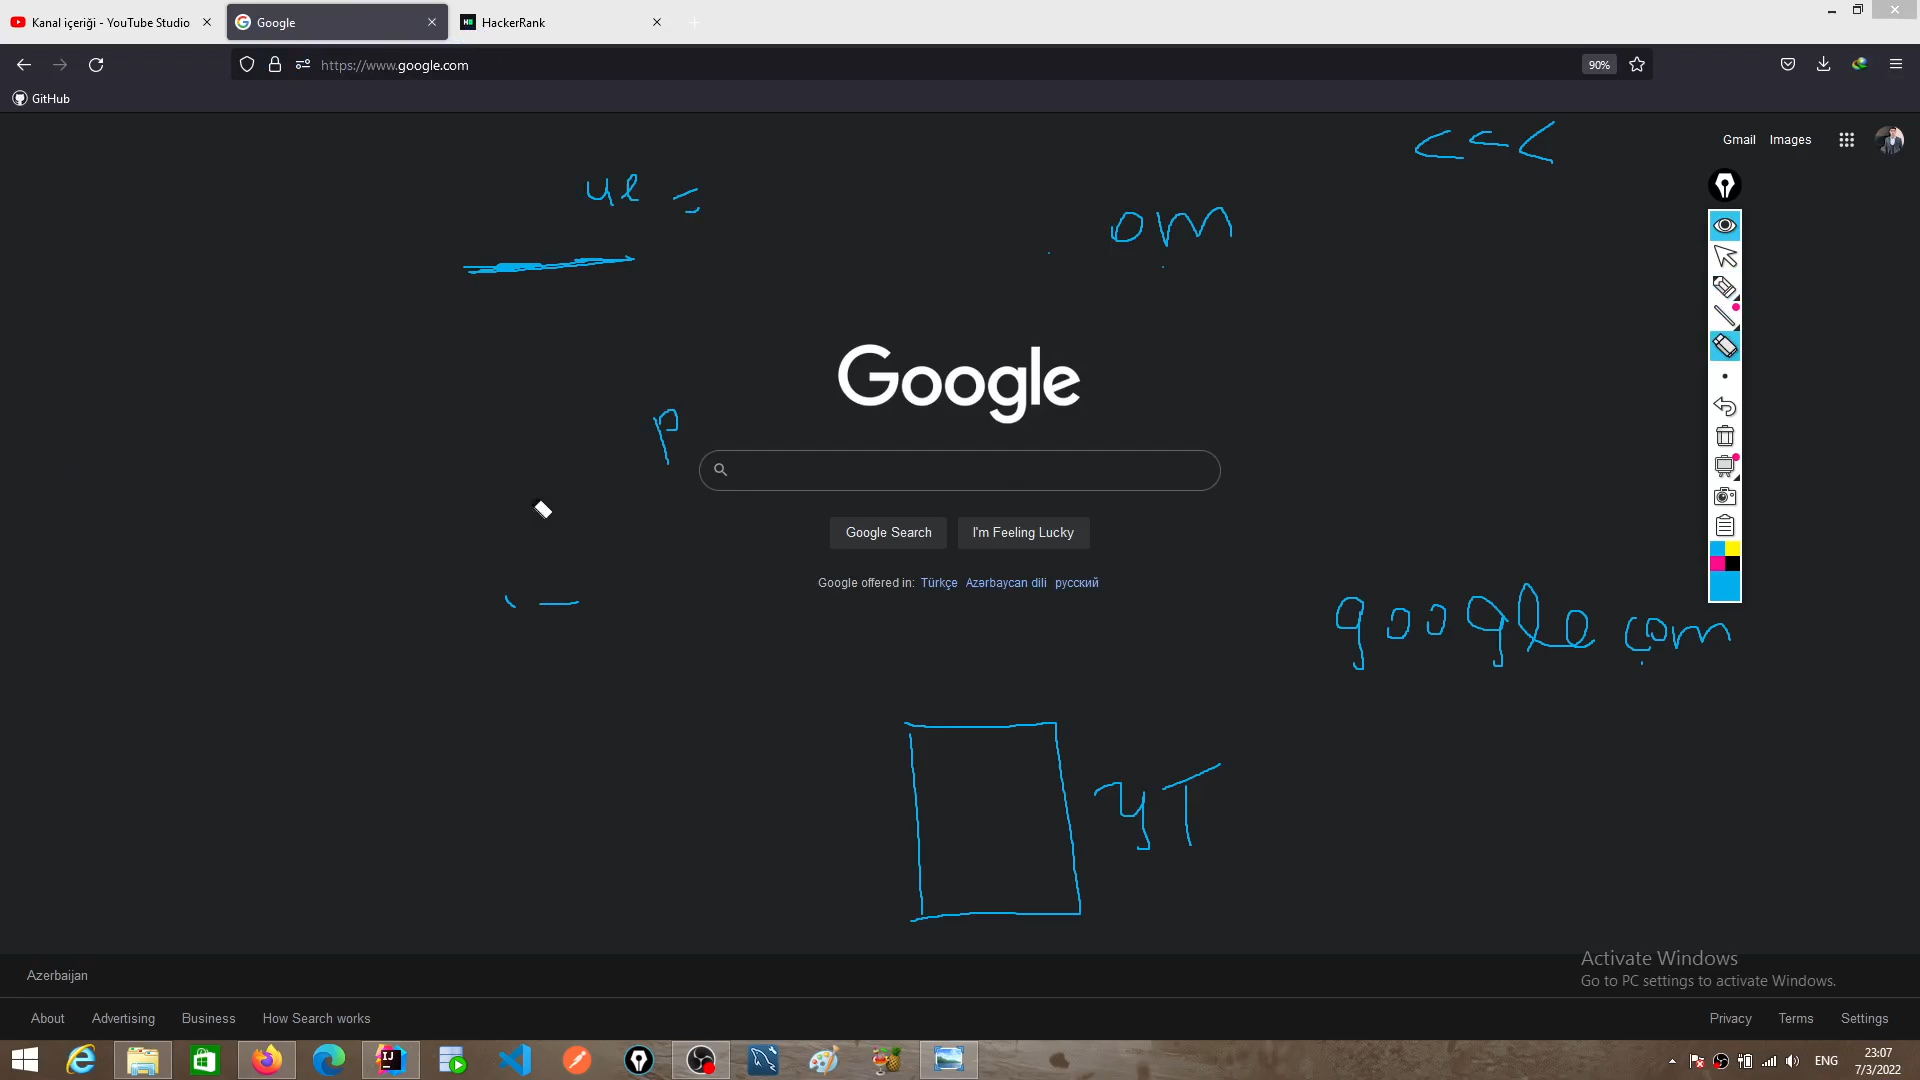 Kanal içeriği - YouTube Studio
Google
HackerRank
https://www.google.com
90%
GitHub
Gmail Images
<<<
ue =
om
Google
p
Google Search I'm Feeling Lucky
Google offered in: Türkçe Azərbaycan dili русский
google com
YT
Activate Windows
Go to PC settings to activate Windows.
Azerbaijan
About Advertising Business How Search works
Privacy Terms Settings
ENG
23:07
7/3/2022